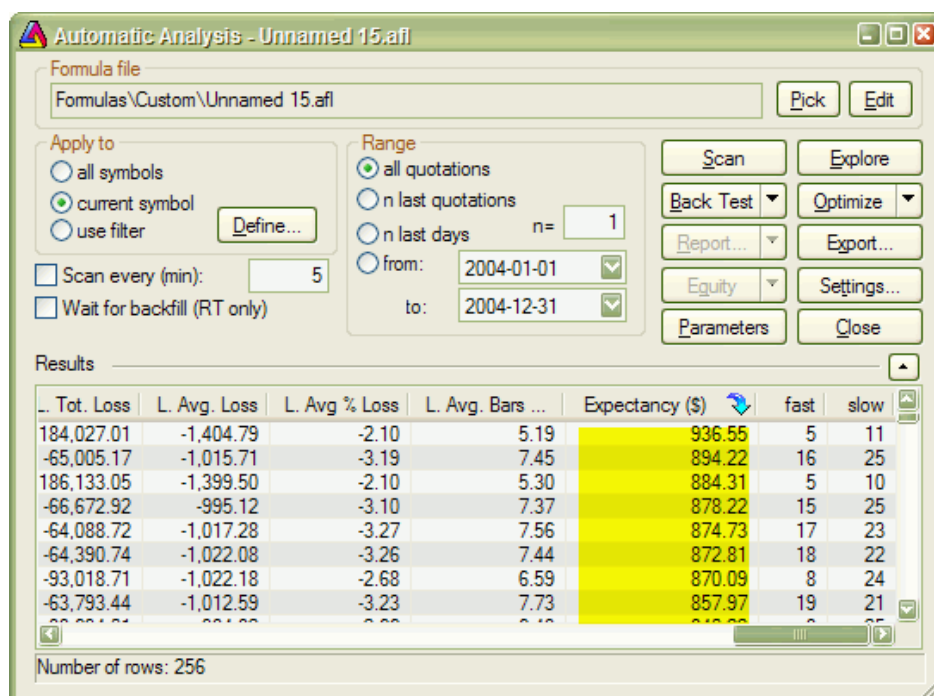 Automatic Analysis - Unnamed 15.afl
Formula file
Formulas\Custom\Unnamed 15.afl Pick Edit
Apply to Range
all symbols all quotations Scan Explore
current symbol n last quotations Back Test Optimize
use filter Define... n last days n= 1 Report... Export...
Scan every (min): 5 from: 2004-01-01 Equity Settings...
Wait for backfill (RT only) to: 2004-12-31 Parameters Close
Results
.. Tot. Loss L. Avg. Loss L. Avg % Loss L. Avg. Bars ... Expectancy ($) fast slow
184,027.01 -1,404.79 -2.10 5.19 936.55 5 11
-65,005.17 -1,015.71 -3.19 7.45 894.22 16 25
186,133.05 -1,399.50 -2.10 5.30 884.31 5 10
-66,672.92 -995.12 -3.10 7.37 878.22 15 25
-64,088.72 -1,017.28 -3.27 7.56 874.73 17 23
-64,390.74 -1,022.08 -3.26 7.44 872.81 18 22
-93,018.71 -1,022.18 -2.68 6.59 870.09 8 24
-63,793.44 -1,012.59 -3.23 7.73 857.97 19 21
Number of rows: 256